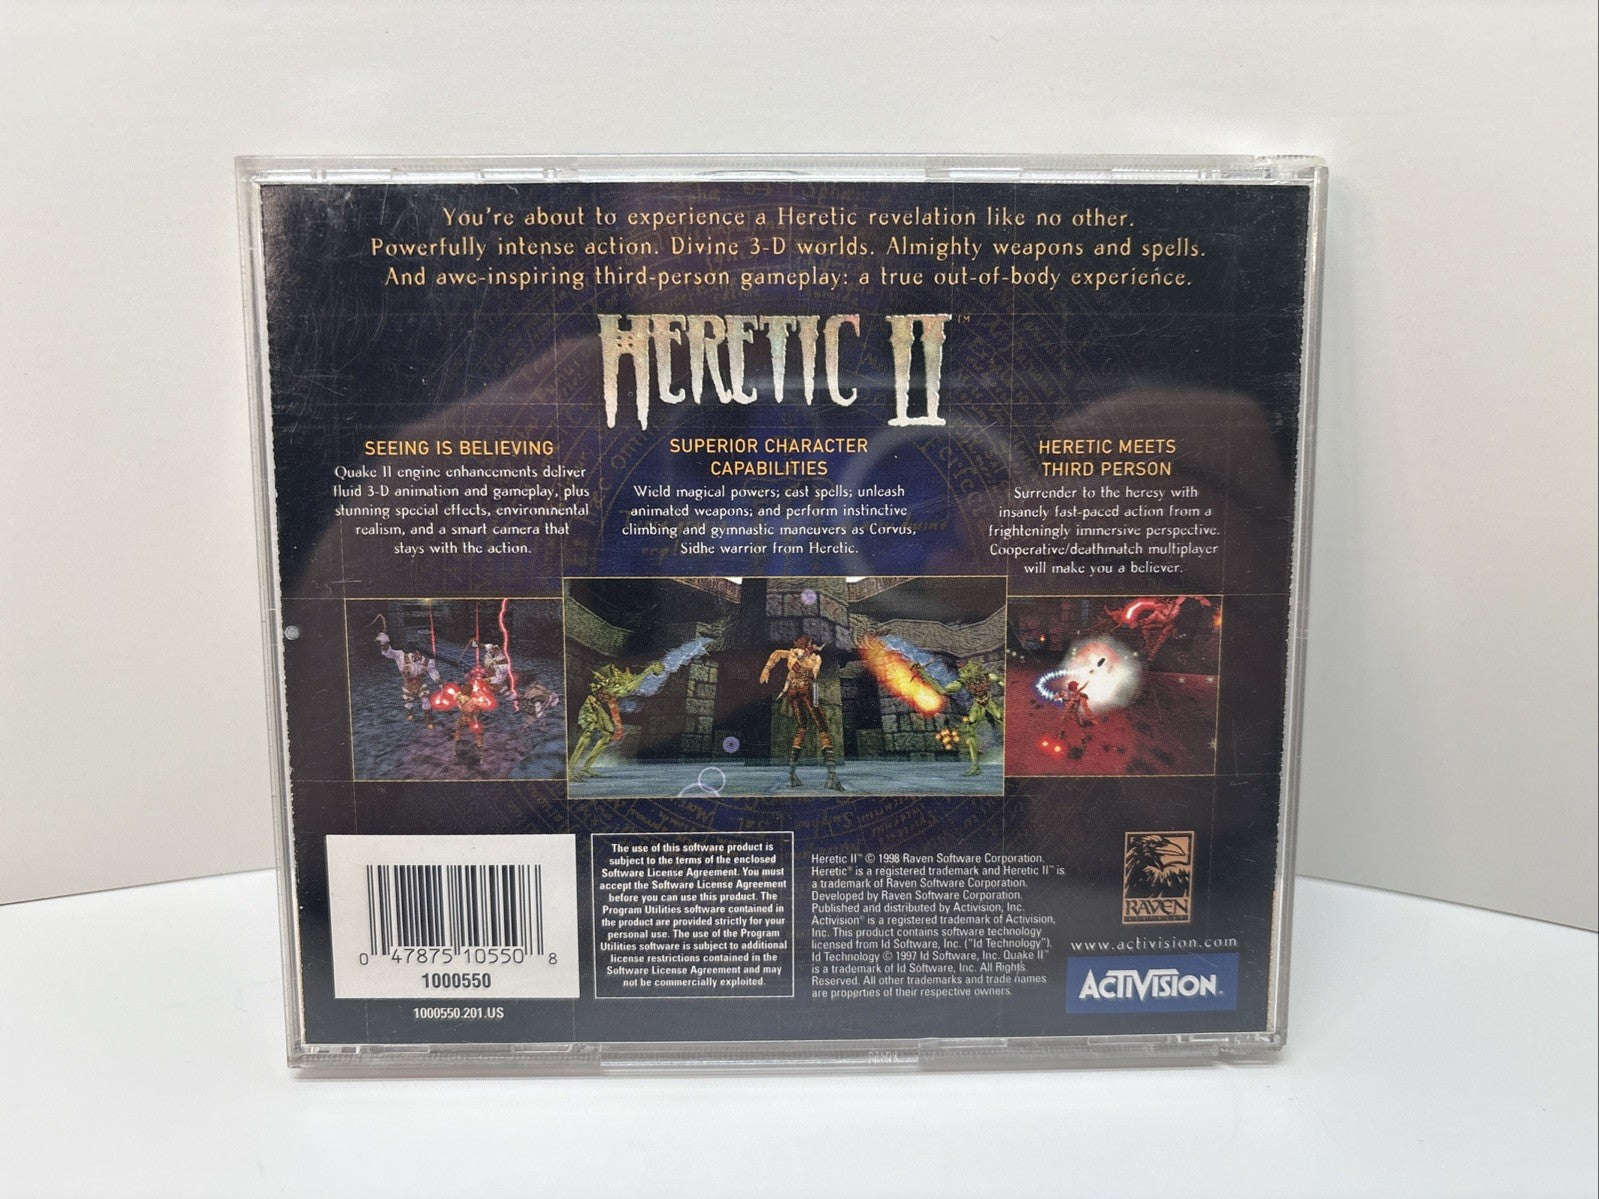 You're about to experience a Heretic revelation like no other.
Powerfully intense action. Divine 3-D worlds. Almighty weapons and spells.
And awe-inspiring third-person gameplay: a true out-of-body experience.
HERETIC II™
SEEING IS BELIEVING
Quake II engine enhancements deliver
fluid 3-D animation and gameplay, plus
stunning special effects, environmental
realism, and a smart camera that
stays with the action.
SUPERIOR CHARACTER
CAPABILITIES
Wield magical powers; cast spells; unleash
animated weapons; and perform instinctive
climbing and gymnastic maneuvers as Corvus,
Sidhe warrior from Heretic.
HERETIC MEETS
THIRD PERSON
Surrender to the heresy with
insanely fast-paced action from a
frighteningly immersive perspective.
Cooperative/deathmatch multiplayer
will make you a believer.
0 47875 10550 8
1000550
1000550.201.US
The use of this software product is
subject to the terms of the enclosed
Software License Agreement. You must
accept the Software License Agreement
before you can use this product. The
Program Utilities software contained in
the product are provided strictly for your
personal use. The use of the Program
Utilities software is subject to additional
license restrictions contained in the
Software License Agreement and may
not be commercially exploited.
Heretic II™ © 1998 Raven Software Corporation.
Heretic® is a registered trademark and Heretic II™ is
a trademark of Raven Software Corporation.
Developed by Raven Software Corporation.
Published and distributed by Activision, Inc.
Activision® is a registered trademark of Activision,
Inc. This product contains software technology
licensed from Id Software, Inc. ("Id Technology").
Id Technology © 1997 Id Software, Inc. Quake II™
is a trademark of Id Software, Inc. All Rights
Reserved. All other trademarks and trade names
are properties of their respective owners.
RAVEN
www.activision.com
ACTIVISION